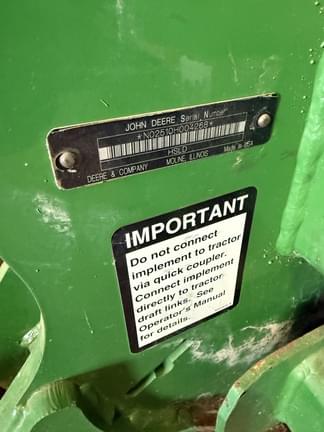 JOHN DEERE Serial Number
*N02510H004268*
HSLD
DEERE & COMPANY MOLINE, ILLINOIS Made in USA
IMPORTANT
Do not connect
implement to tractor
via quick coupler.
Connect implement
directly to tractor
draft links. See
Operator's Manual
for details.